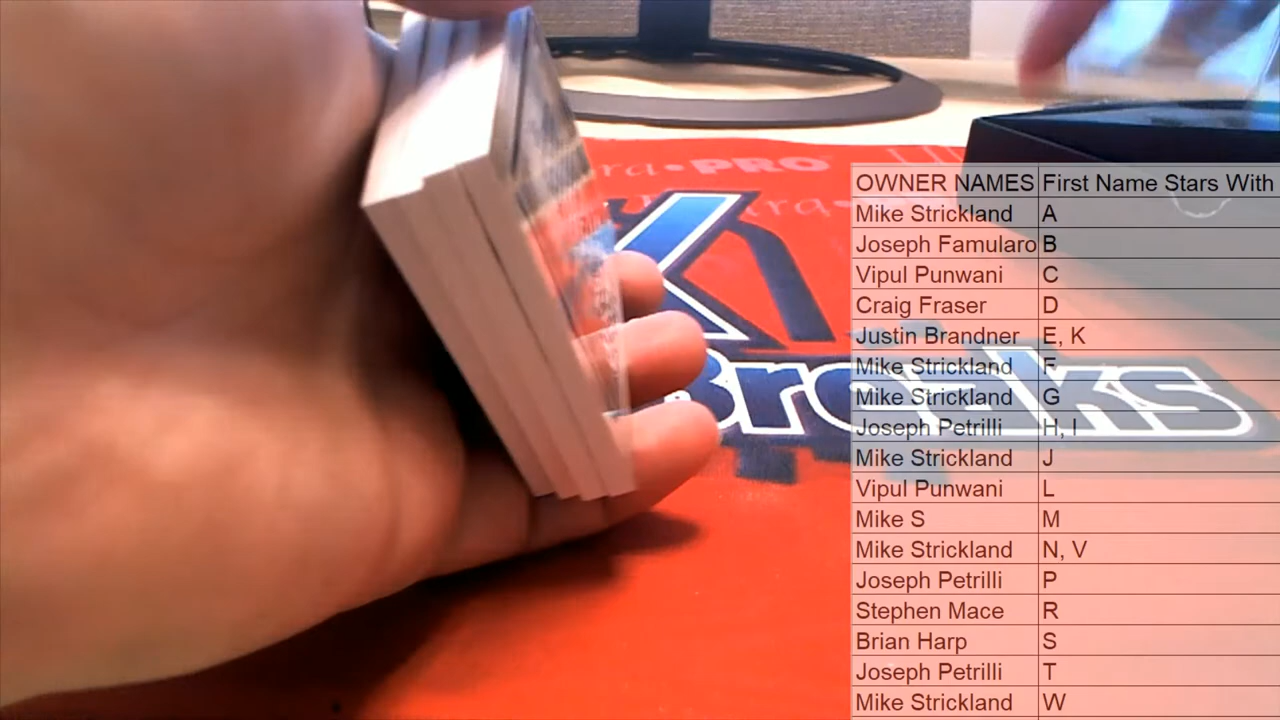 ra PRO
ra
Breaks
OWNER NAMES First Name Stars With
Mike Strickland A
Joseph Famularo B
Vipul Punwani C
Craig Fraser D
Justin Brandner E, K
Mike Strickland F
Mike Strickland G
Joseph Petrilli H, I
Mike Strickland J
Vipul Punwani L
Mike S M
Mike Strickland N, V
Joseph Petrilli P
Stephen Mace R
Brian Harp S
Joseph Petrilli T
Mike Strickland W